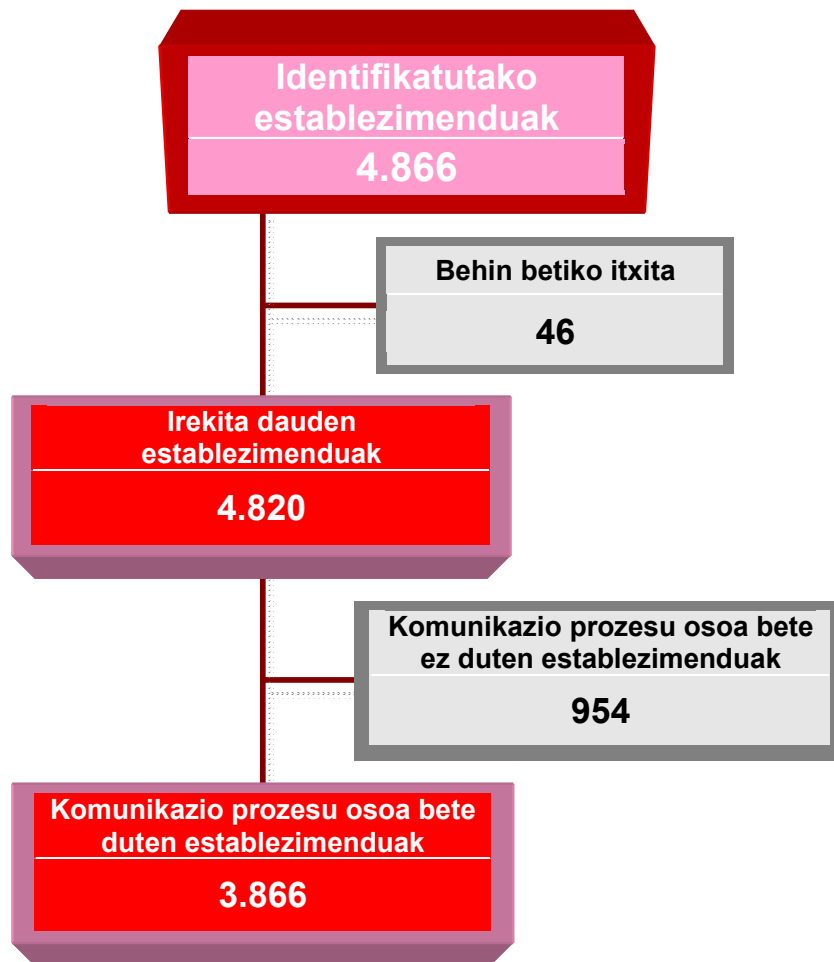 Identifikatutako
establezimenduak
4.866
Behin betiko itxita
46
Irekita dauden
establezimenduak
4.820
Komunikazio prozesu osoa bete
ez duten establezimenduak
954
Komunikazio prozesu osoa bete
duten establezimenduak
3.866